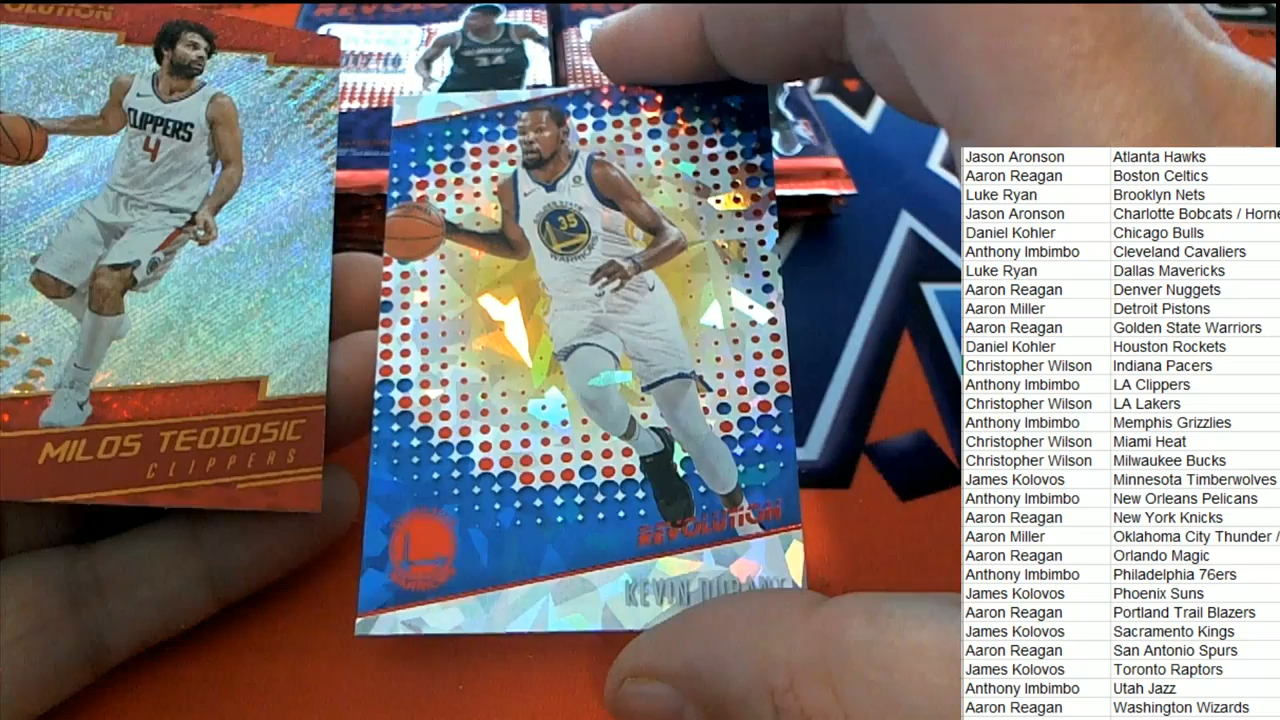 OLUTION
REVOLUTION
34
CLIPPERS
4
MILOS TEODOSIC
CLIPPERS
GOLDEN STATE
35
WARRIORS
REVOLUTION
KEVIN DURANT
Jason Aronson Atlanta Hawks
Aaron Reagan Boston Celtics
Luke Ryan Brooklyn Nets
Jason Aronson Charlotte Bobcats / Horne
Daniel Kohler Chicago Bulls
Anthony Imbimbo Cleveland Cavaliers
Luke Ryan Dallas Mavericks
Aaron Reagan Denver Nuggets
Aaron Miller Detroit Pistons
Aaron Reagan Golden State Warriors
Daniel Kohler Houston Rockets
Christopher Wilson Indiana Pacers
Anthony Imbimbo LA Clippers
Christopher Wilson LA Lakers
Anthony Imbimbo Memphis Grizzlies
Christopher Wilson Miami Heat
Christopher Wilson Milwaukee Bucks
James Kolovos Minnesota Timberwolves
Anthony Imbimbo New Orleans Pelicans
Aaron Reagan New York Knicks
Aaron Miller Oklahoma City Thunder /
Aaron Reagan Orlando Magic
Anthony Imbimbo Philadelphia 76ers
James Kolovos Phoenix Suns
Aaron Reagan Portland Trail Blazers
James Kolovos Sacramento Kings
Aaron Reagan San Antonio Spurs
James Kolovos Toronto Raptors
Anthony Imbimbo Utah Jazz
Aaron Reagan Washington Wizards